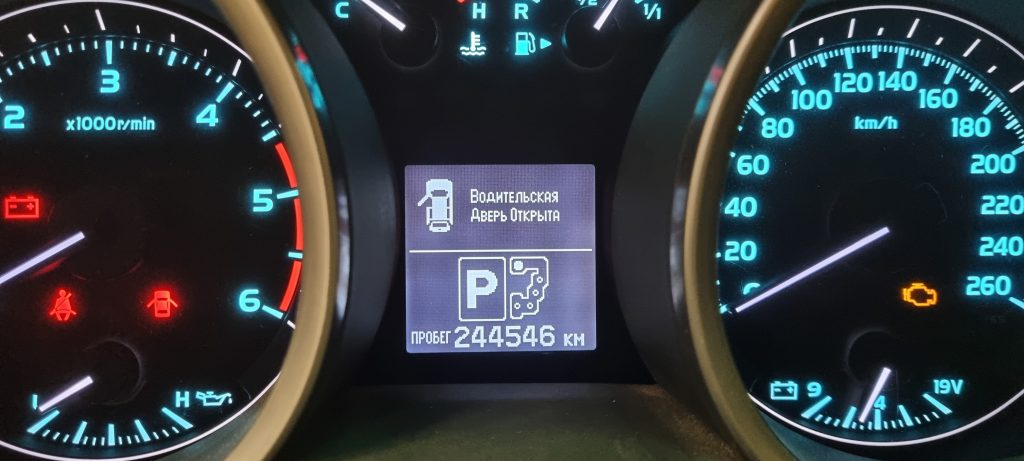 C H R 1/2 1/1
2 3 4 5 6
x1000r/min
L H
Водительская
Дверь Открыта
P
ПРОБЕГ 244546 км
20 40 60 80 100 120 140 160 180 200 220 240 260
km/h
9 19V